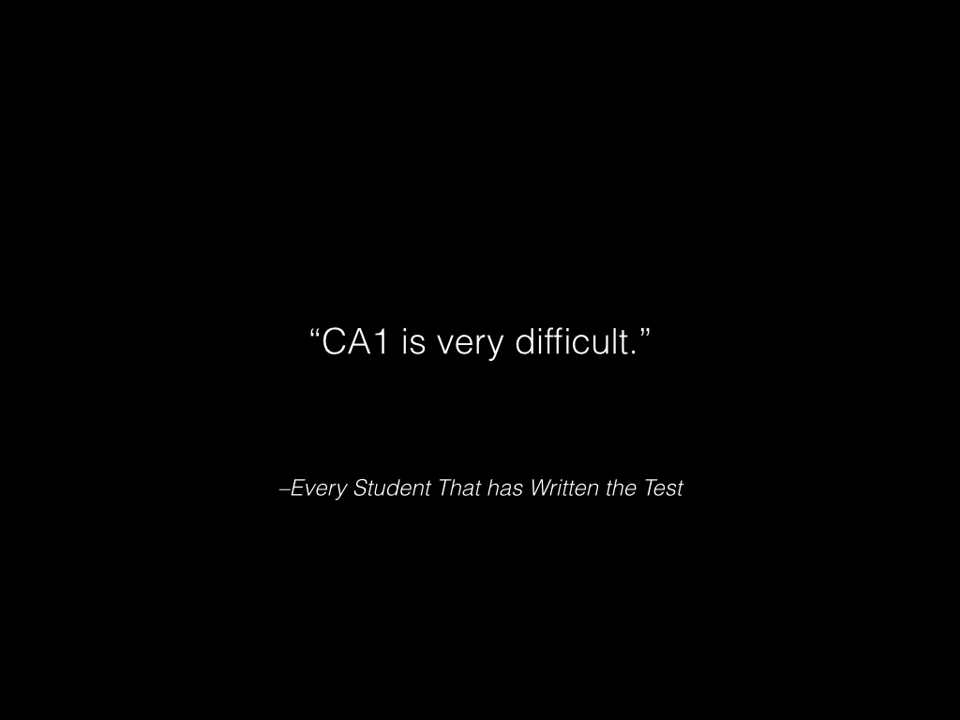 “CA1 is very difficult.”
–Every Student That has Written the Test